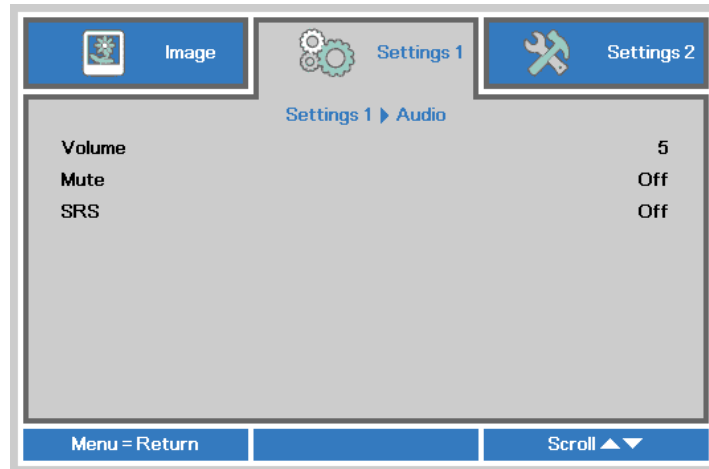 Image Settings 1 Settings 2
Settings 1 ▶ Audio
Volume 5
Mute Off
SRS Off
Menu = Return Scroll ▲▼